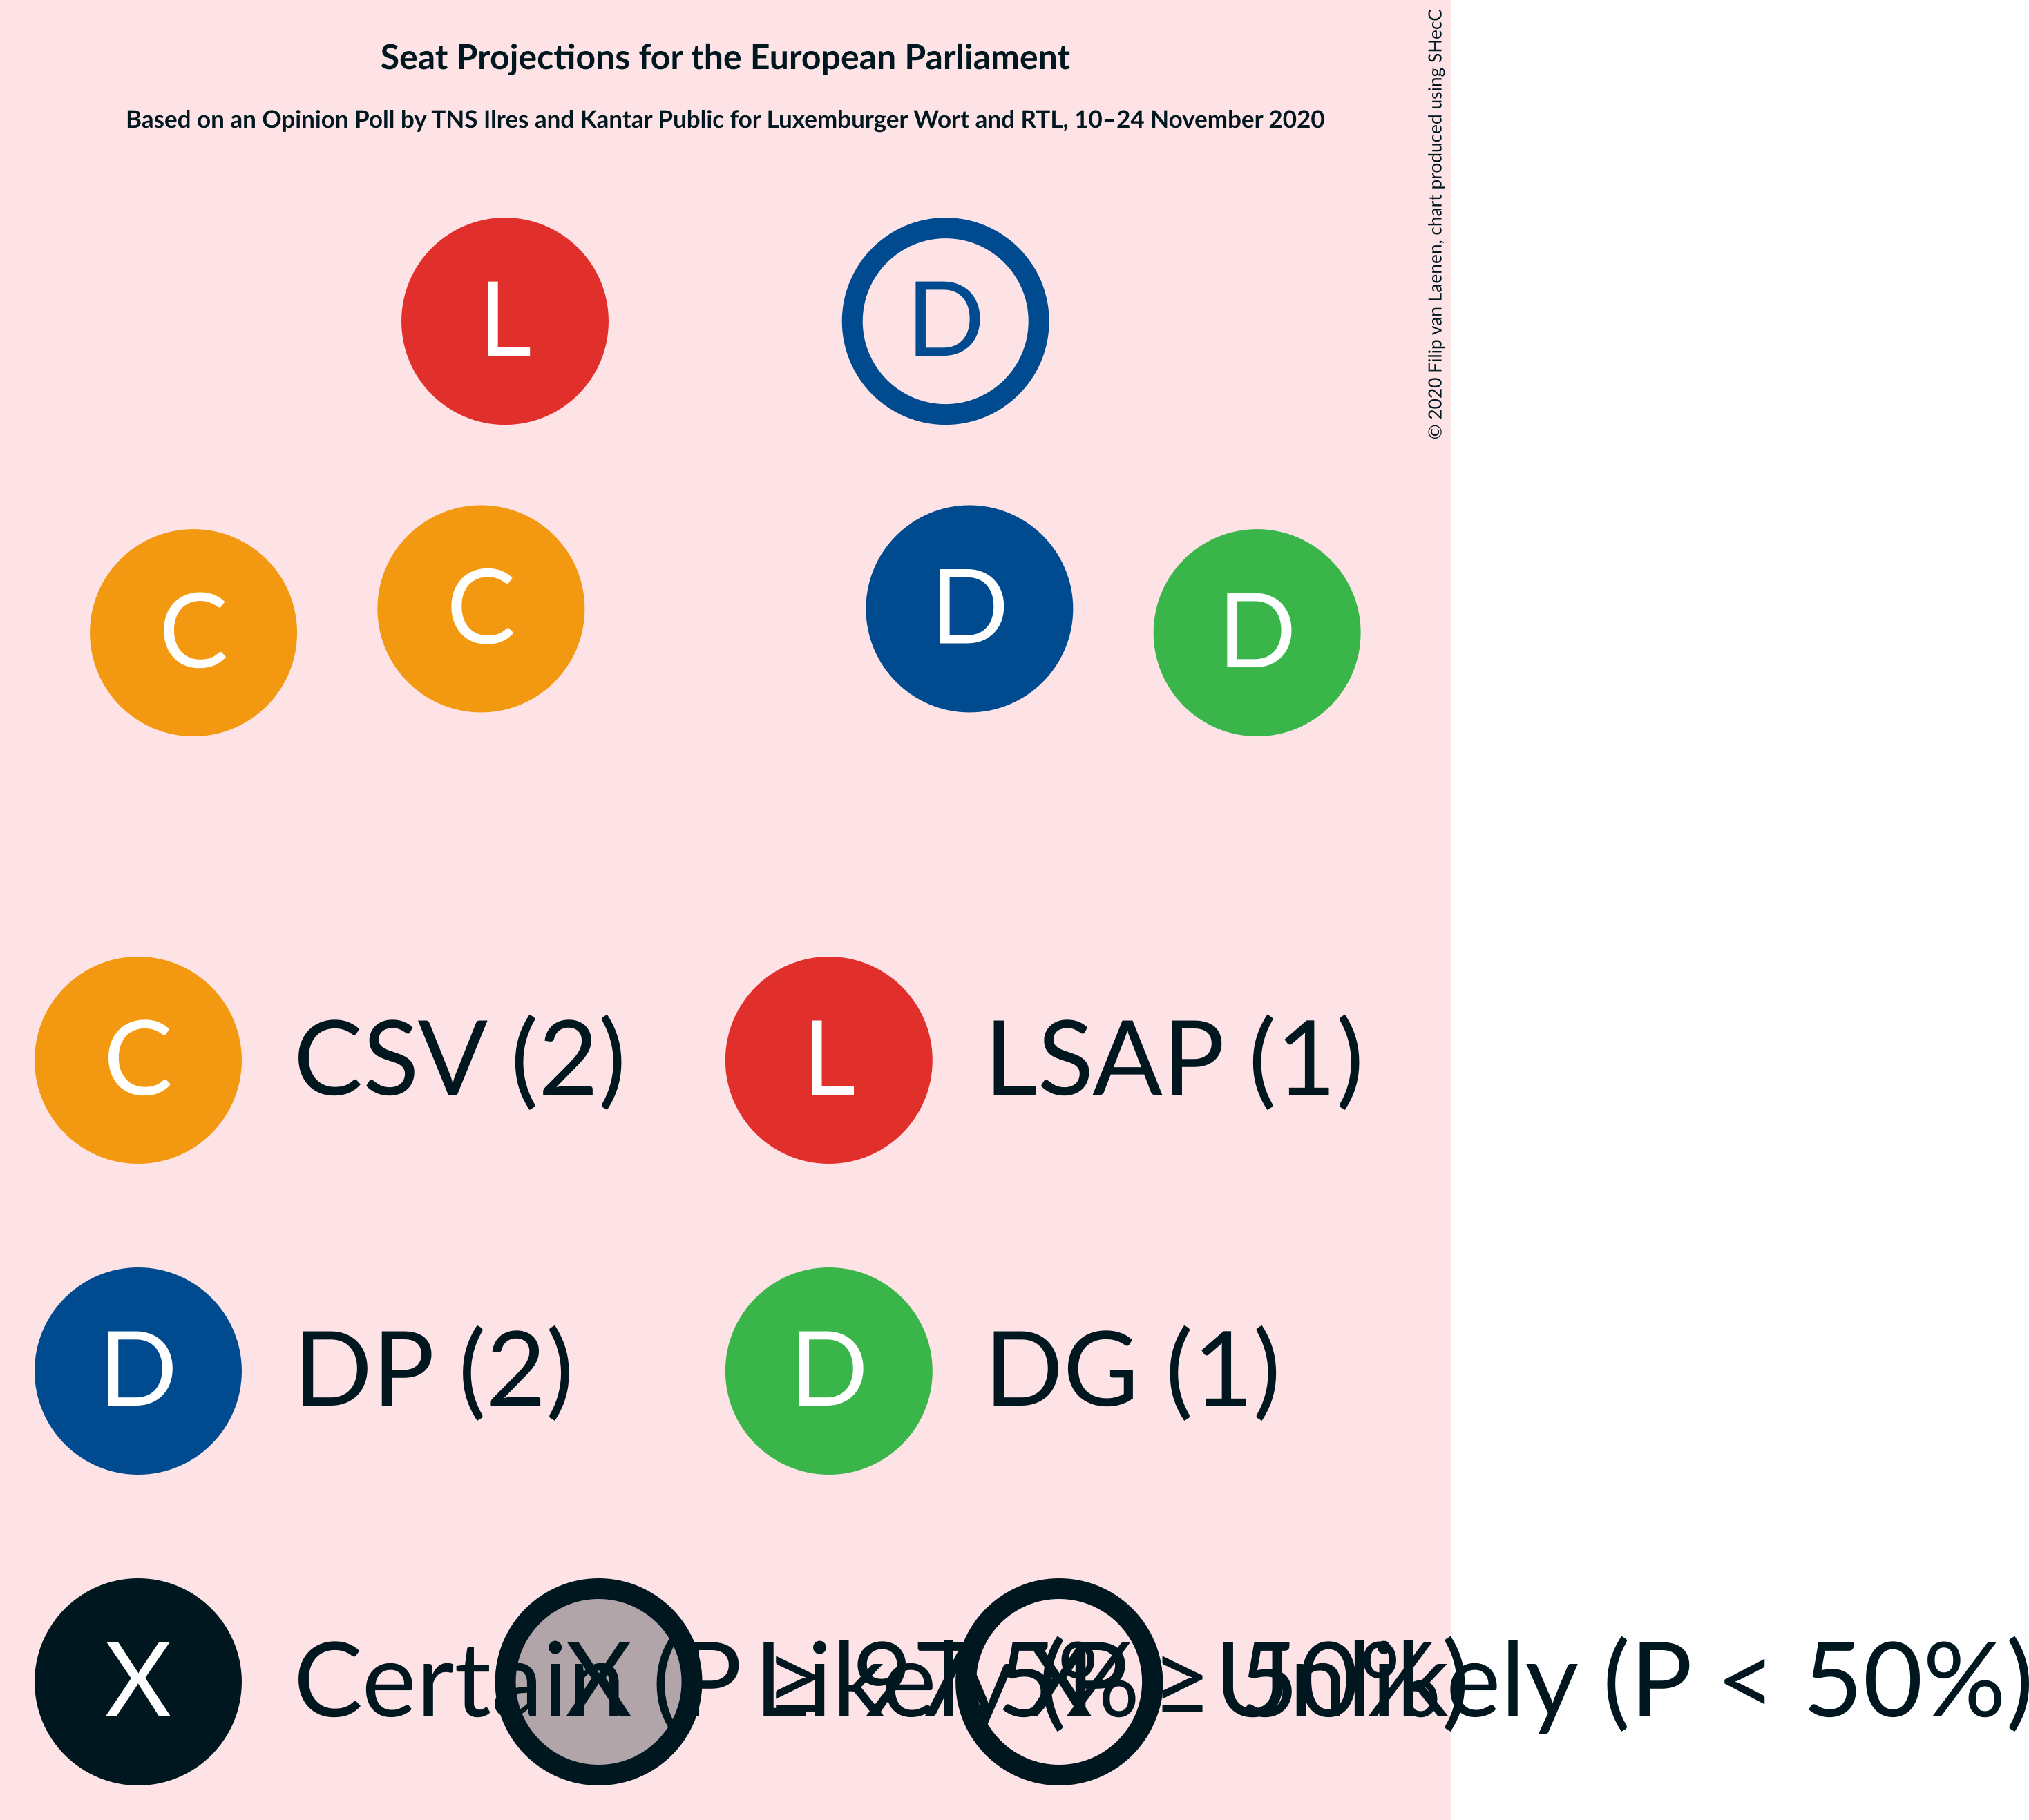 Seat Projections for the European Parliament
Based on an Opinion Poll by TNS Ilres and Kantar Public for Luxemburger Wort and RTL, 10–24 November 2020
© 2020 Filip van Laenen, chart produced using SHecC
L D
C C D D
C CSV (2) L LSAP (1)
D DP (2) D DG (1)
X Certain (P ≥ 97.5%) X Likely (P ≥ 50%) X Unlikely (P < 50%)